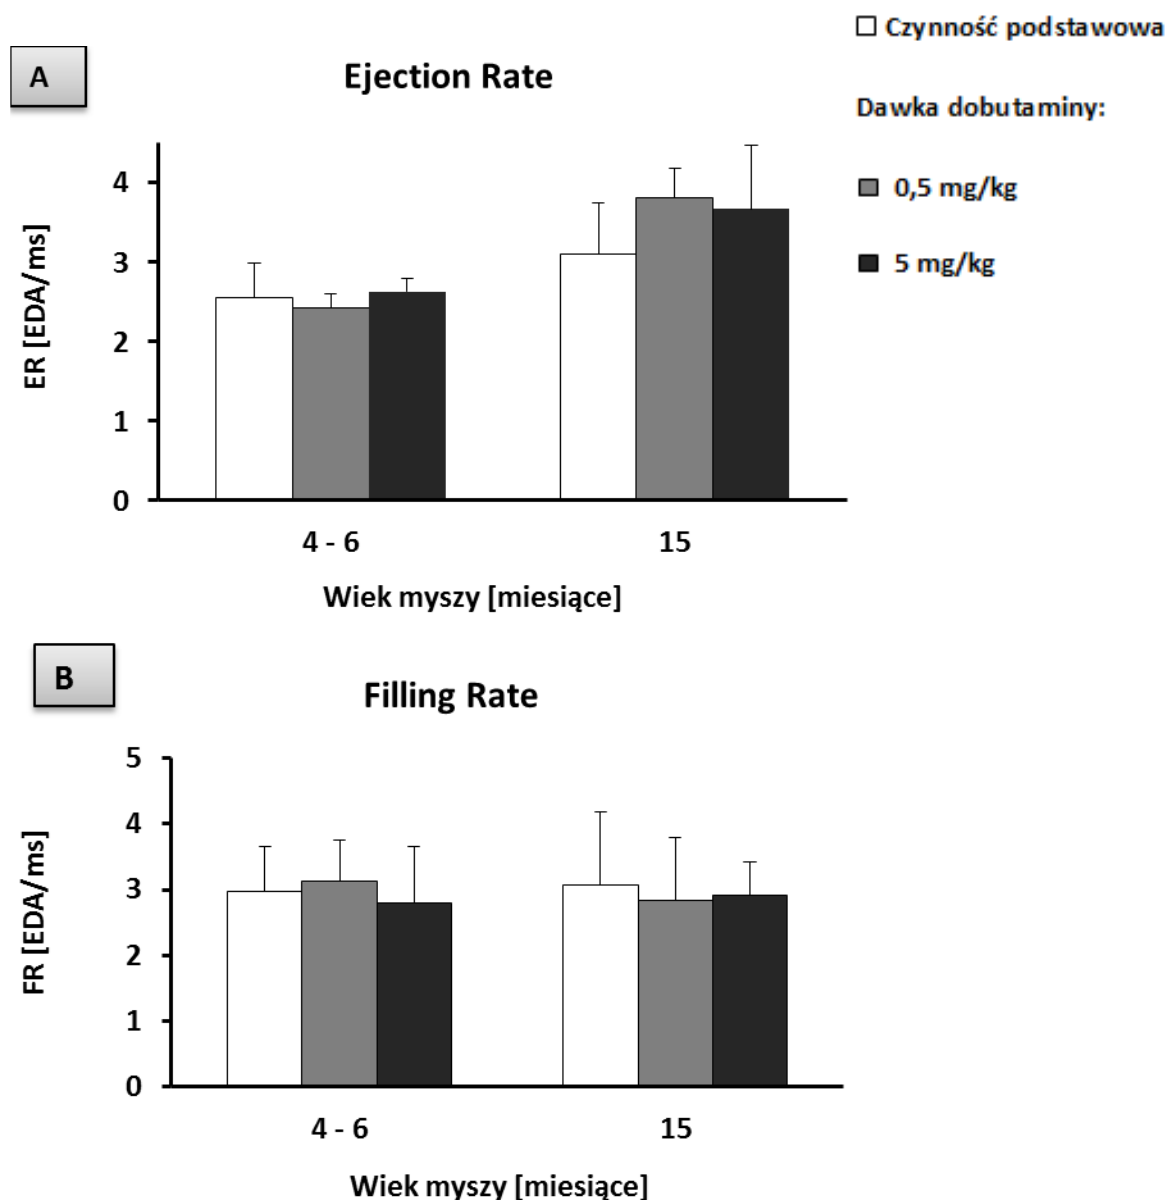 Czynność podstawowa
A
Ejection Rate
Dawka dobutaminy:
0,5 mg/kg
5 mg/kg
ER [EDA/ms]
4
3
2
1
0
4 - 6
15
Wiek myszy [miesiące]
B
Filling Rate
FR [EDA/ms]
5
4
3
2
1
0
4 - 6
15
Wiek myszy [miesiące]